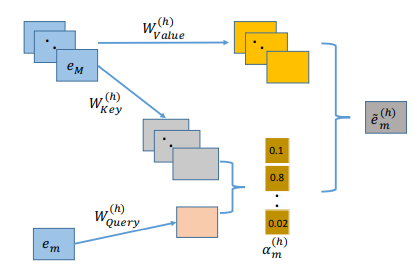 W_{Value}^{(h)}
e_M
W_{Key}^{(h)}
ẽ_m^{(h)}
0.1
0.8
W_{Query}^{(h)}
0.02
e_m
α_m^{(h)}